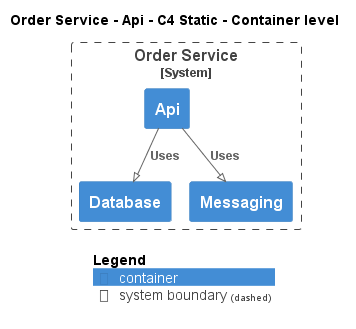 Order Service - Api - C4 Static - Container level
Order Service
[System]
Api
Uses
Uses
Database
Messaging
Legend
container
system boundary (dashed)